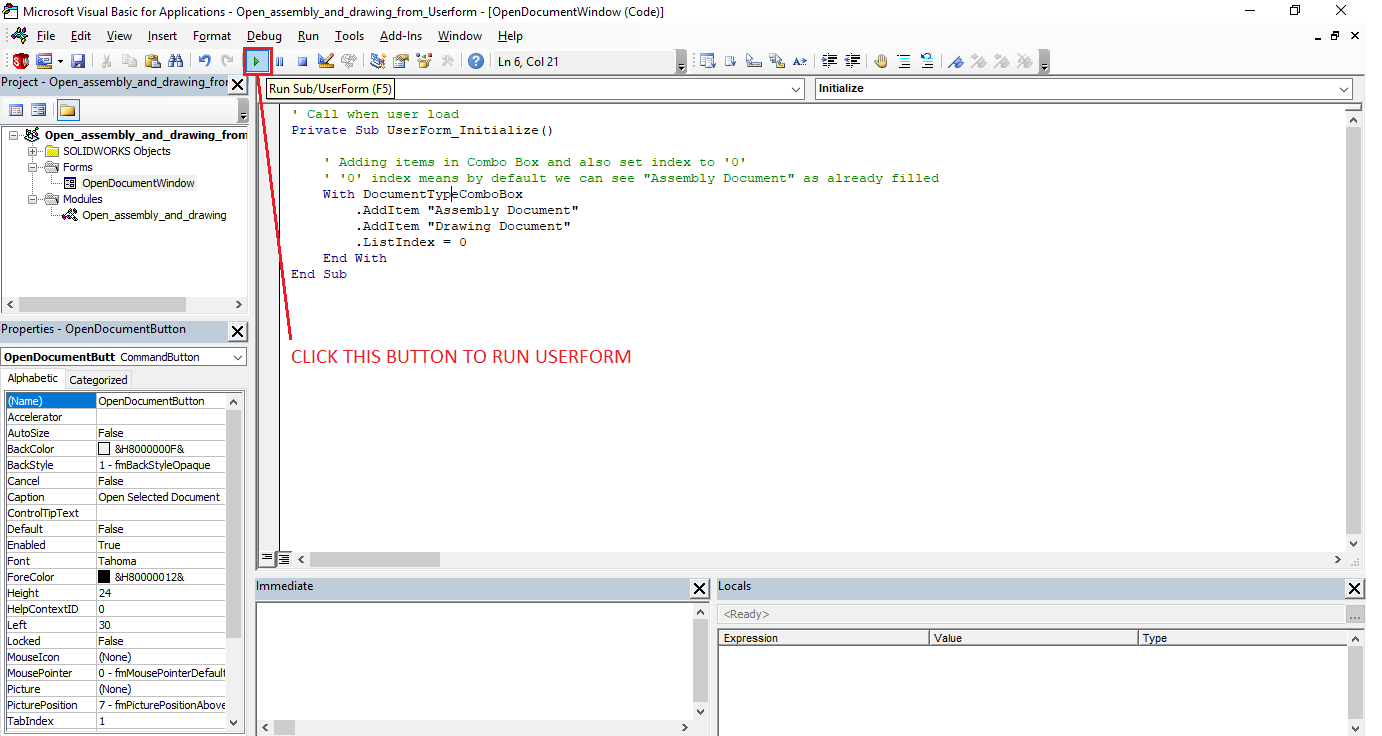 Microsoft Visual Basic for Applications - Open_assembly_and_drawing_from_Userform - [OpenDocumentWindow (Code)]
File Edit View Insert Format Debug Run Tools Add-Ins Window Help
Ln 6, Col 21
Project - Open_assembly_and_drawing_fro
Run Sub/UserForm (F5)
Initialize
Open_assembly_and_drawing_from
SOLIDWORKS Objects
Forms
OpenDocumentWindow
Modules
Open_assembly_and_drawing
' Call when user load
Private Sub UserForm_Initialize()
' Adding items in Combo Box and also set index to '0'
' '0' index means by default we can see "Assembly Document" as already filled
With DocumentTypeComboBox
.AddItem "Assembly Document"
.AddItem "Drawing Document"
.ListIndex = 0
End With
End Sub
CLICK THIS BUTTON TO RUN USERFORM
Properties - OpenDocumentButton
OpenDocumentButt CommandButton
Alphabetic Categorized
(Name) OpenDocumentButton
Accelerator
AutoSize False
BackColor &H8000000F&
BackStyle 1 - fmBackStyleOpaque
Cancel False
Caption Open Selected Document
ControlTipText
Default False
Enabled True
Font Tahoma
ForeColor &H80000012&
Height 24
HelpContextID 0
Left 30
Locked False
MouseIcon (None)
MousePointer 0 - fmMousePointerDefault
Picture (None)
PicturePosition 7 - fmPicturePositionAbove
TabIndex 1
Immediate
Locals
<Ready>
...
Expression Value Type